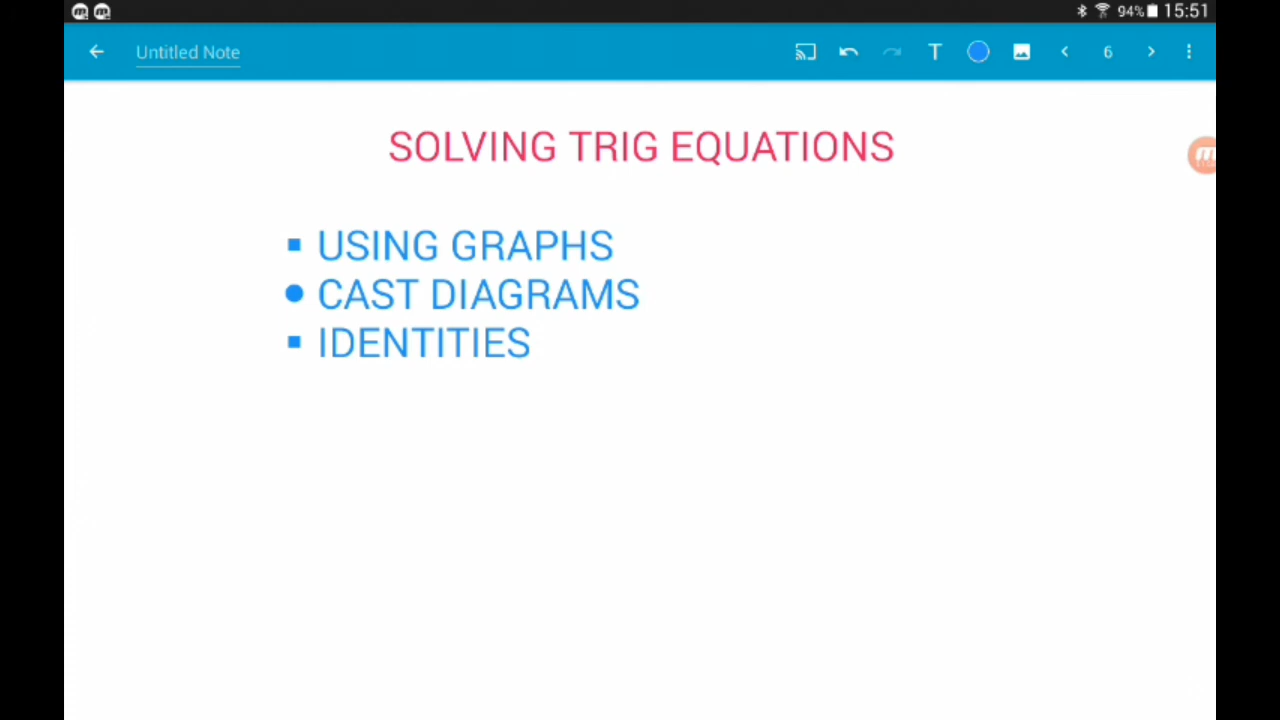 94% 15:51
Untitled Note
T
6
SOLVING TRIG EQUATIONS
▪ USING GRAPHS
● CAST DIAGRAMS
▪ IDENTITIES